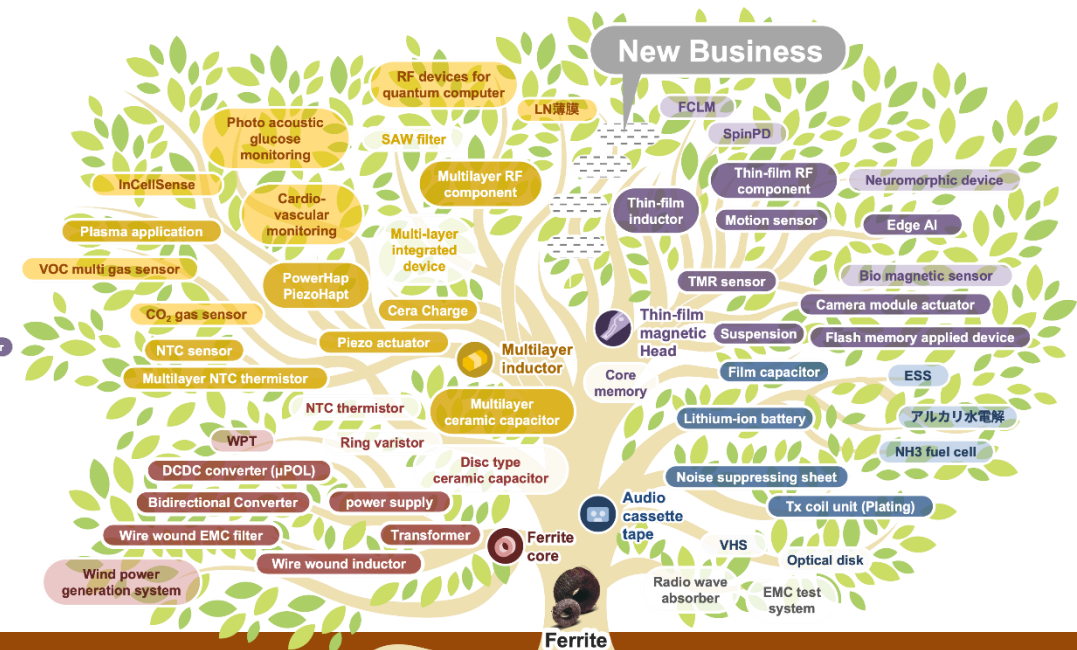 New Business
RF devices for
quantum computer
LN薄膜
FCLM
Photo acoustic
glucose
monitoring
SAW filter
SpinPD
Multilayer RF
component
Thin-film RF
component
InCellSense
Neuromorphic device
Cardio-
vascular
monitoring
Thin-film
inductor
Motion sensor
Edge AI
Plasma application
Multi-layer
integrated
device
VOC multi gas sensor
PowerHap
PiezoHapt
TMR sensor
Bio magnetic sensor
Cera Charge
Camera module actuator
CO₂ gas sensor
Thin-film
magnetic
Head
Suspension
Flash memory applied device
r
NTC sensor
Piezo actuator
Multilayer
inductor
Multilayer NTC thermistor
Core
memory
Film capacitor
ESS
NTC thermistor
Multilayer
ceramic capacitor
Lithium-ion battery
アルカリ水電解
WPT
Ring varistor
NH3 fuel cell
DCDC converter (μPOL)
Disc type
ceramic capacitor
Noise suppressing sheet
Bidirectional Converter
power supply
Audio
cassette
tape
Tx coil unit (Plating)
Wire wound EMC filter
Transformer
Ferrite
core
VHS
Optical disk
Wire wound inductor
Wind power
generation system
Radio wave
absorber
EMC test
system
Ferrite